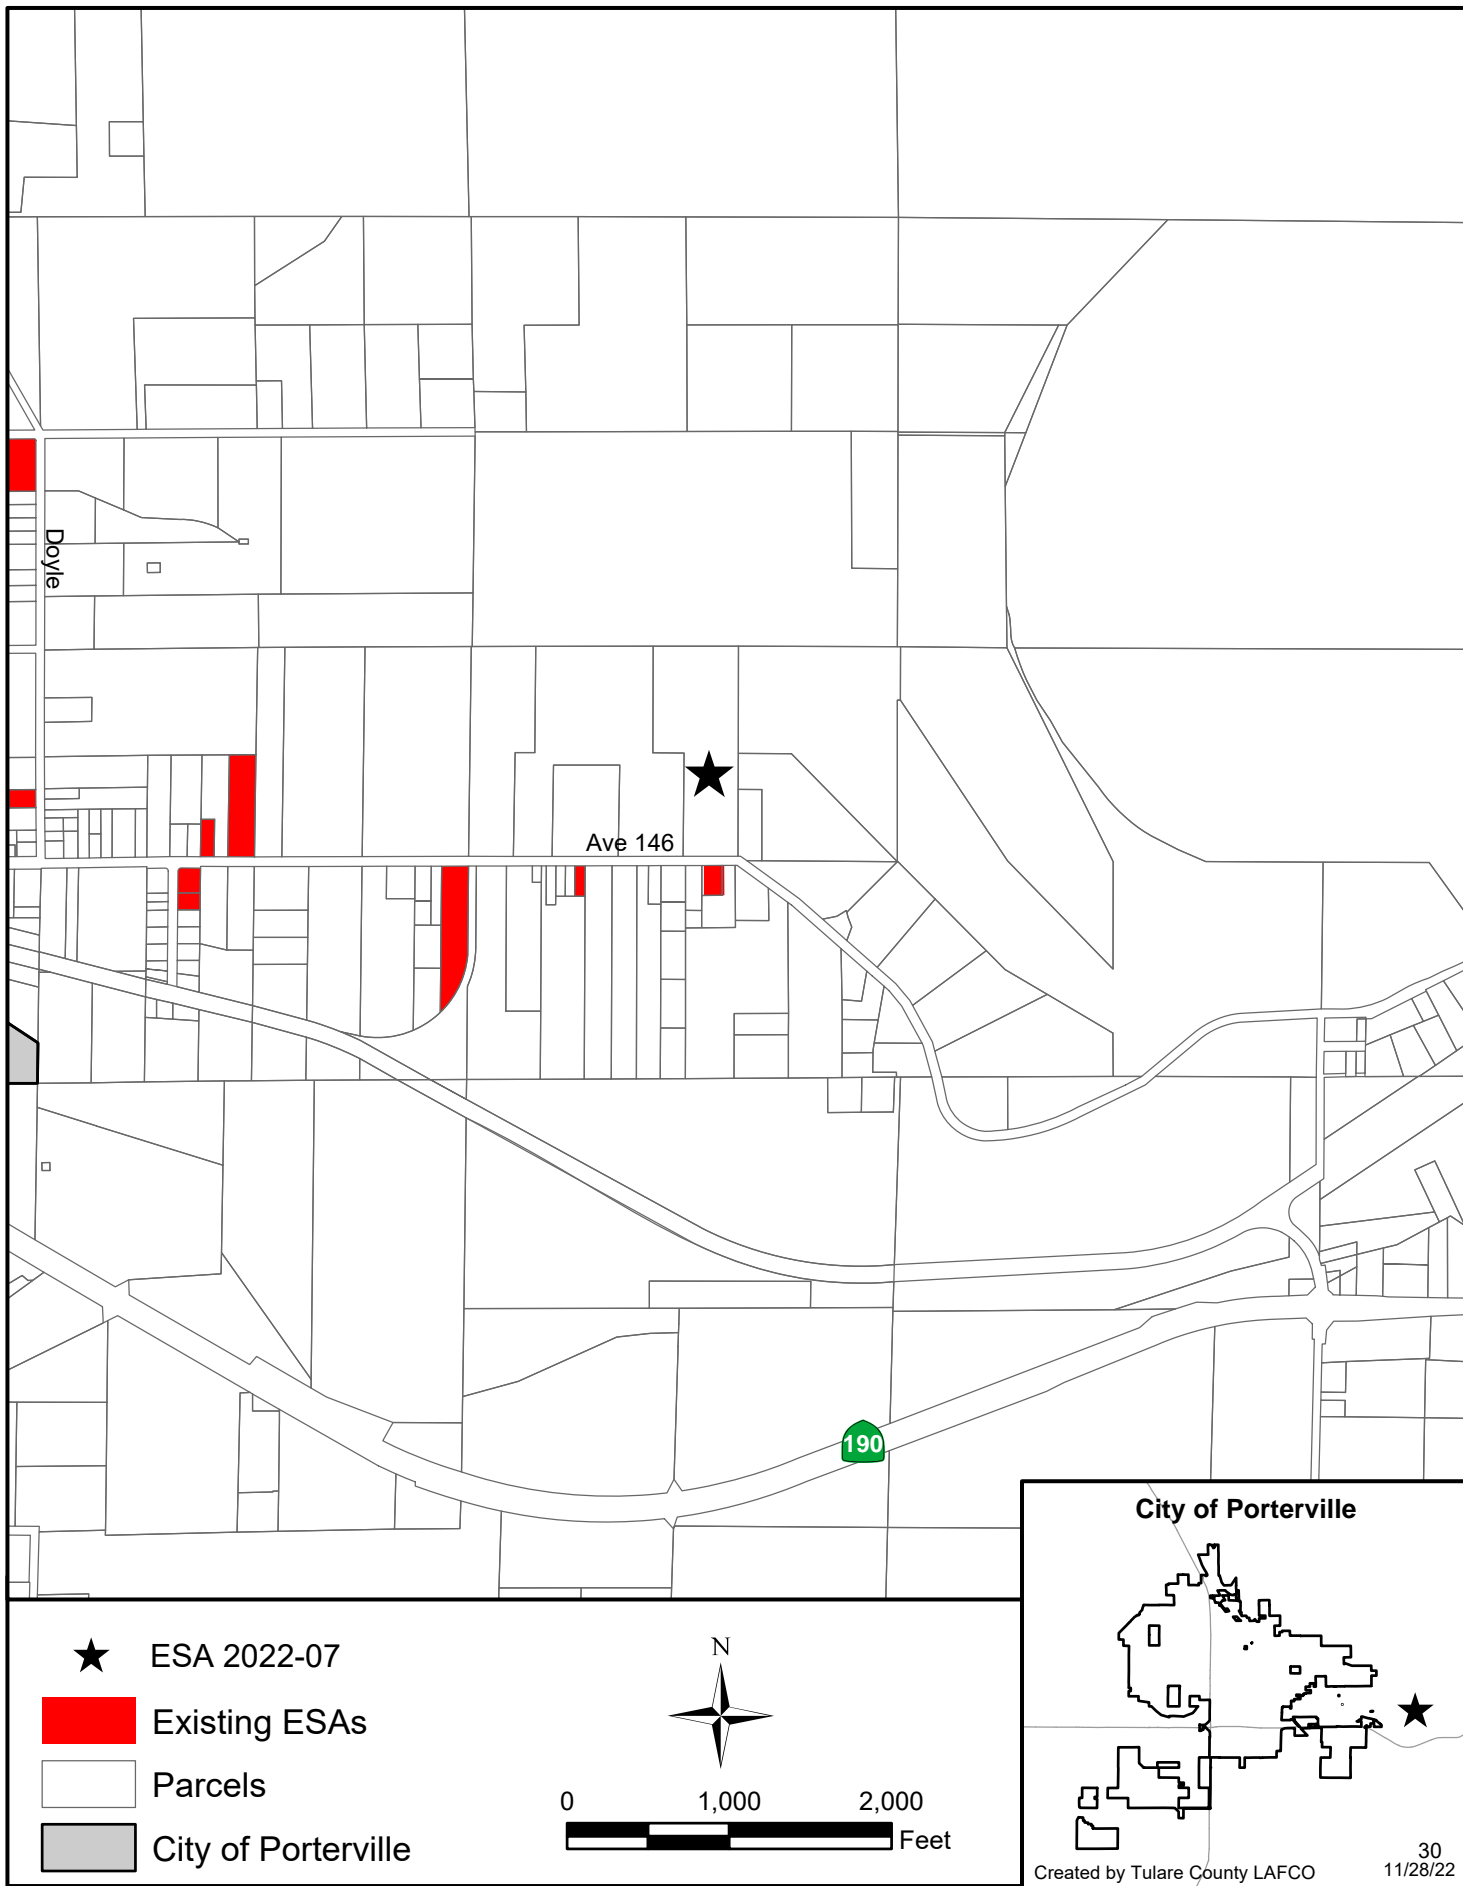 Doyle
Ave 146
190
City of Porterville
ESA 2022-07
Existing ESAs
Parcels
City of Porterville
N
0 1,000 2,000
Feet
30
Created by Tulare County LAFCO 11/28/22